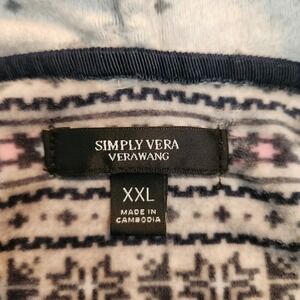 SIMPLY VERA
VERAWANG
XXL
MADE IN
CAMBODIA